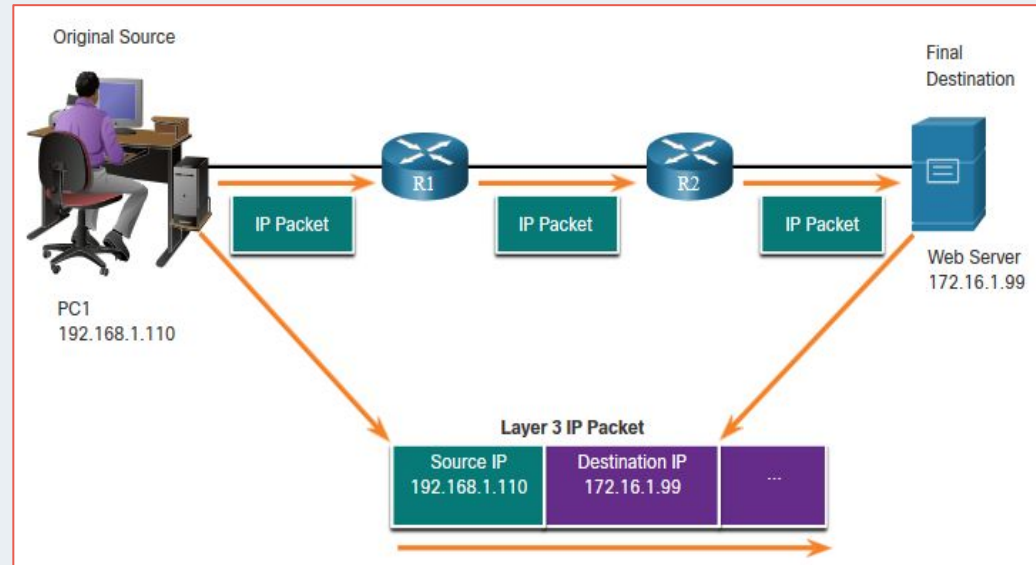 Original Source
Final
Destination
R1
R2
IP Packet
IP Packet
IP Packet
Web Server
172.16.1.99
PC1
192.168.1.110
Layer 3 IP Packet
Source IP
192.168.1.110
Destination IP
172.16.1.99
...